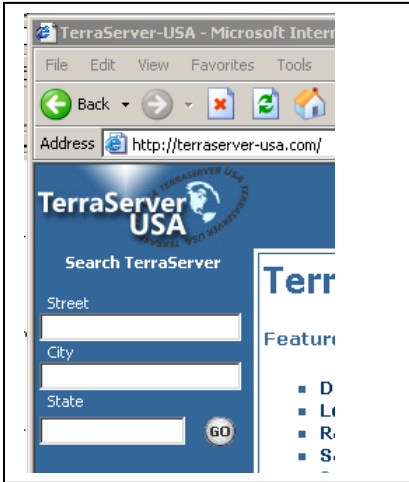 TerraServer-USA - Microsoft Intern
File Edit View Favorites Tools
Back
Address http://terraserver-usa.com/
TerraServer
USA
Search TerraServer
Terr
Street
Feature
City
D
State
GO